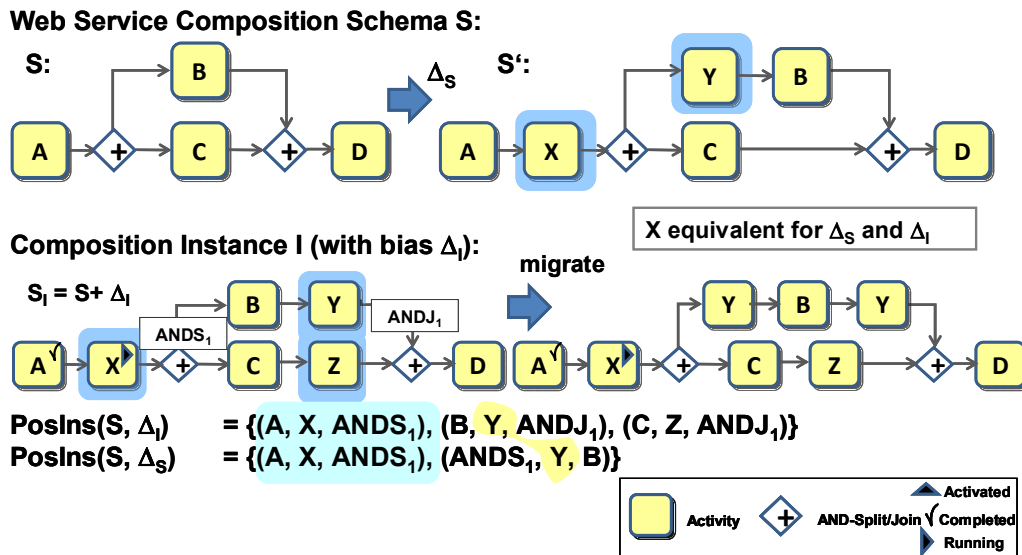 Web Service Composition Schema S:
S:
B
ΔS
S‘:
Y
B
A
+
C
+
D
A
X
+
C
+
D
X equivalent for ΔS and ΔI
Composition Instance I (with bias ΔI):
migrate
SI = S+ ΔI
B
Y
ANDS1
ANDJ1
Y
B
Y
A
X
+
C
Z
+
D
A
X
+
C
Z
+
D
PosIns(S, ΔI) = {(A, X, ANDS1), (B, Y, ANDJ1), (C, Z, ANDJ1)}
PosIns(S, ΔS) = {(A, X, ANDS1), (ANDS1, Y, B)}
Activated
Activity
+
AND-Split/Join
Completed
Running